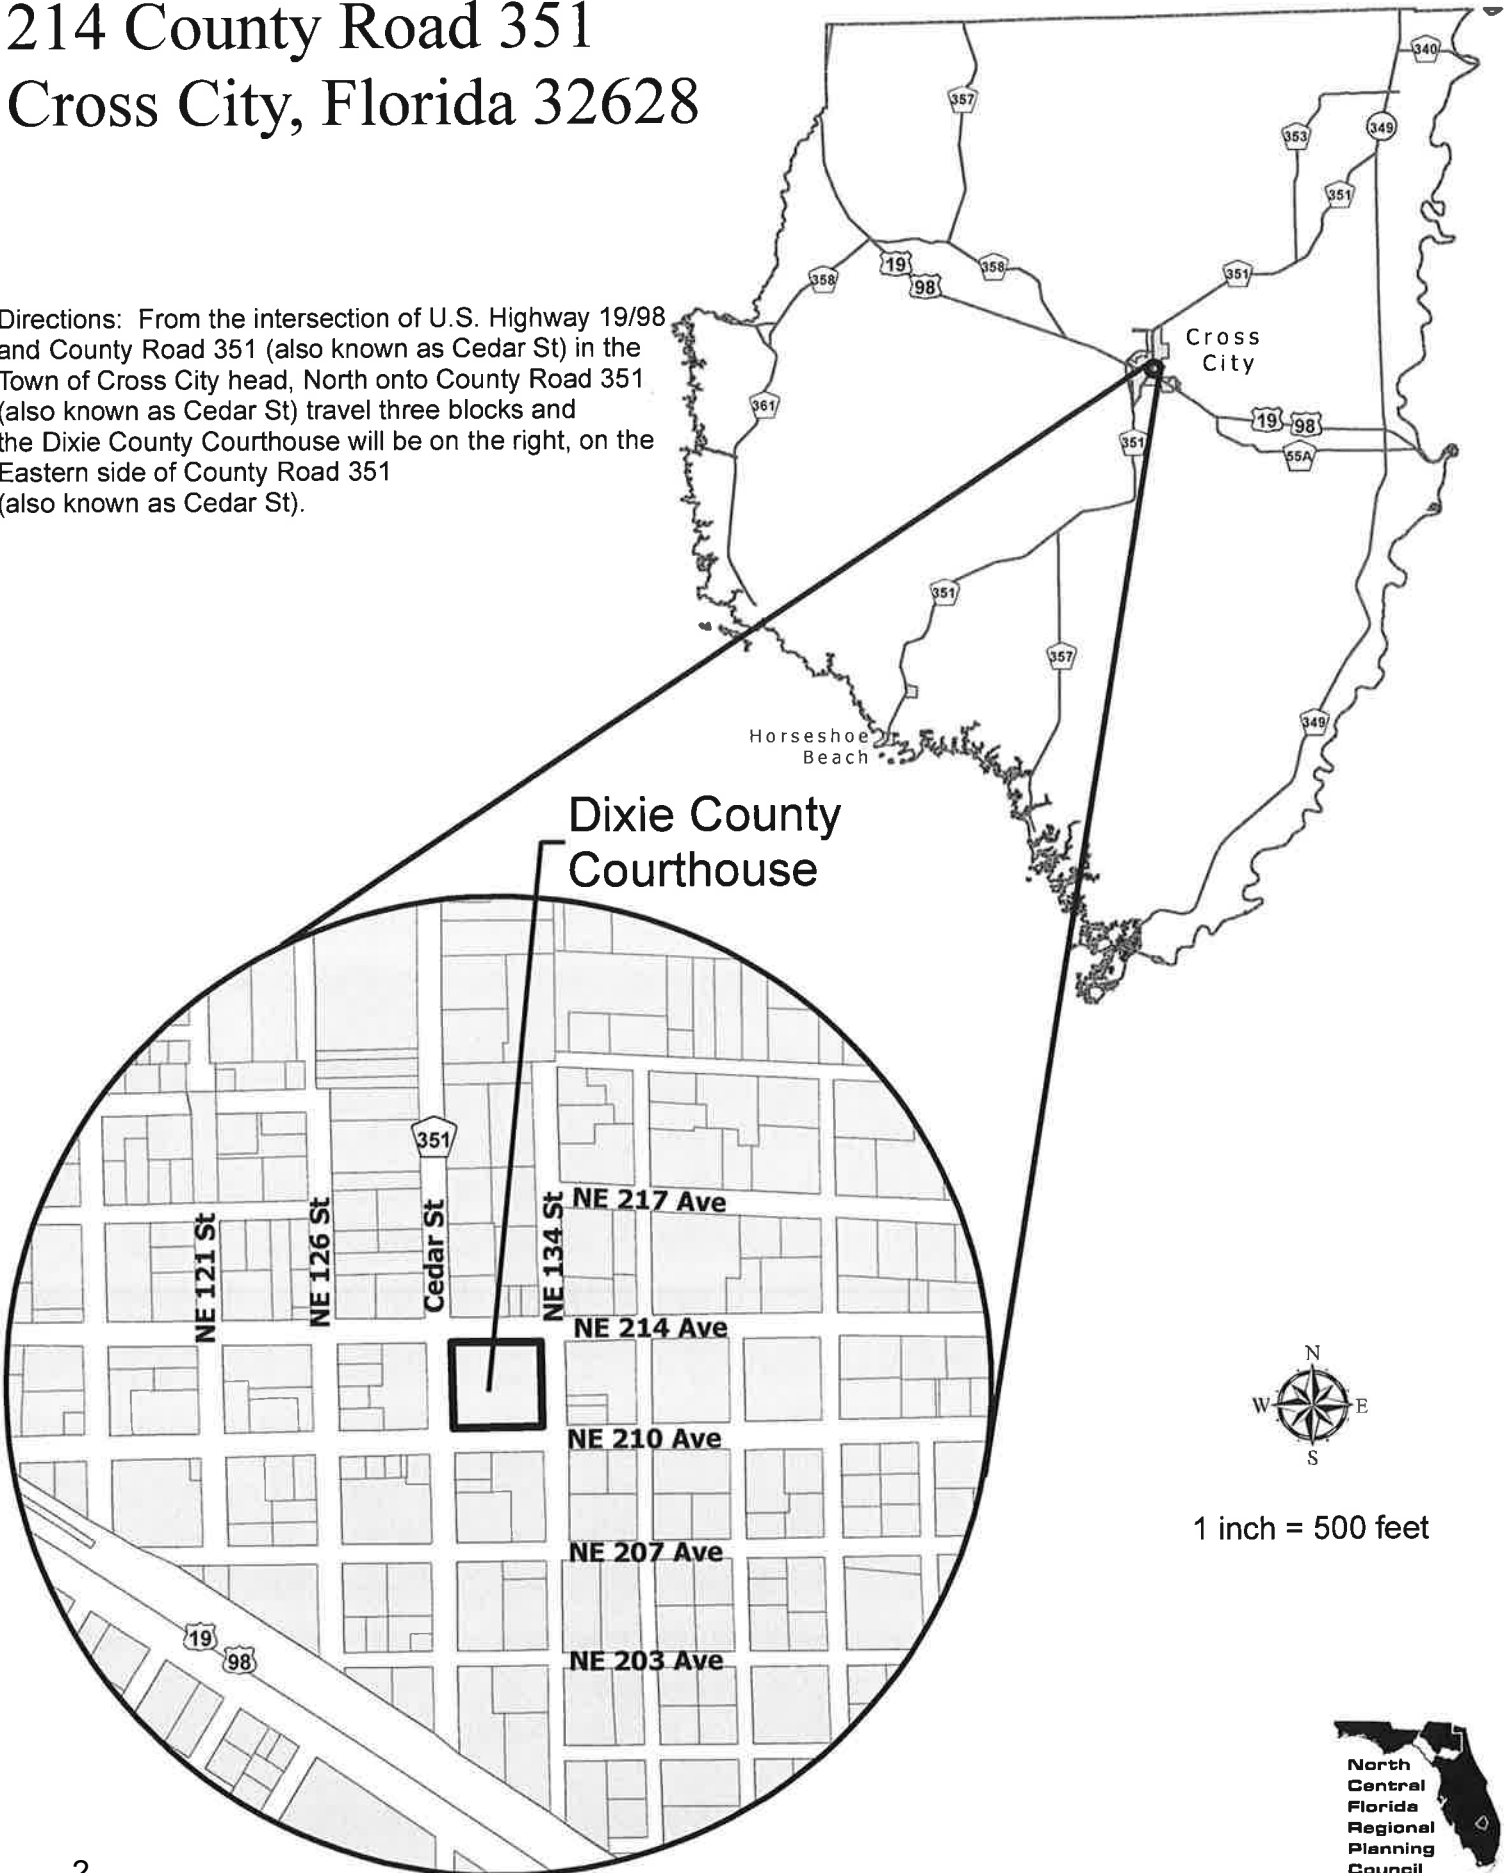 214 County Road 351
Cross City, Florida 32628
Directions: From the intersection of U.S. Highway 19/98
and County Road 351 (also known as Cedar St) in the
Town of Cross City head, North onto County Road 351
(also known as Cedar St) travel three blocks and
the Dixie County Courthouse will be on the right, on the
Eastern side of County Road 351
(also known as Cedar St).
340
357
353
349
351
358
19
98
358
351
Cross
City
361
19
98
351
55A
351
357
349
Horseshoe
Beach
Dixie County
Courthouse
351
NE 121 St
NE 126 St
Cedar St
NE 134 St
NE 217 Ave
NE 214 Ave
NE 210 Ave
NE 207 Ave
NE 203 Ave
19
98
N
W
E
S
1 inch = 500 feet
North
Central
Florida
Regional
Planning
Council
2